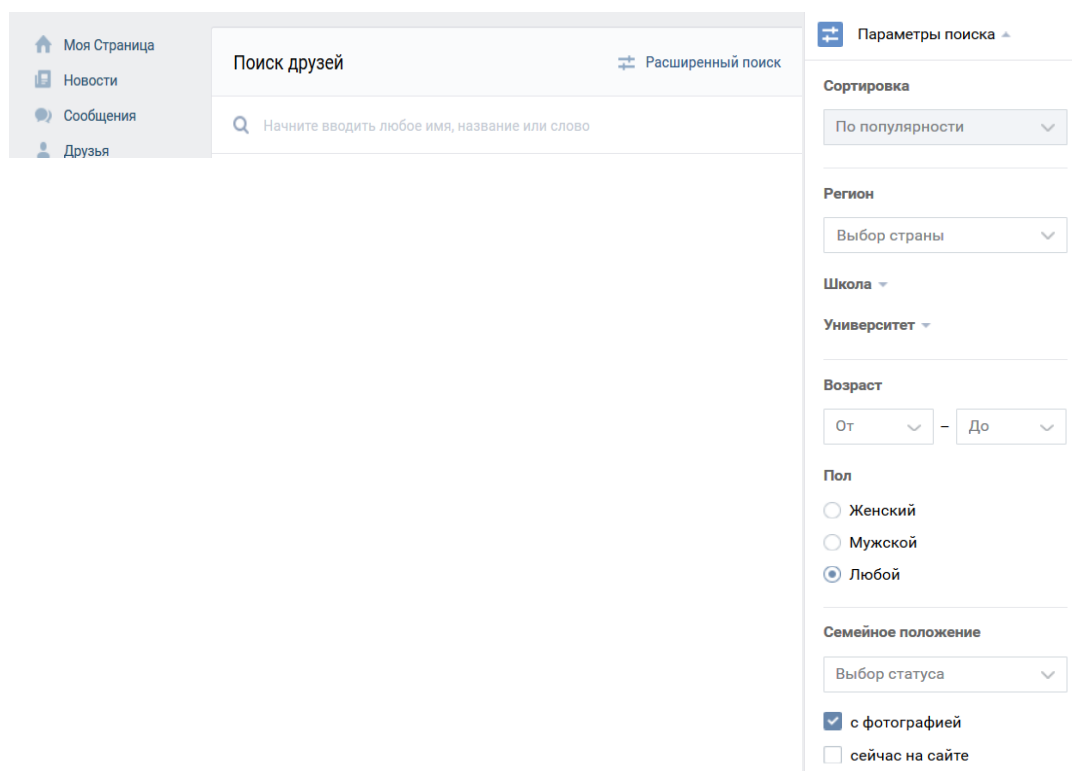 Моя Страница
Новости
Сообщения
Друзья
Поиск друзей
Расширенный поиск
Начните вводить любое имя, название или слово
Параметры поиска
Сортировка
По популярности
Регион
Выбор страны
Школа
Университет
Возраст
От – До
Пол
Женский
Мужской
Любой
Семейное положение
Выбор статуса
с фотографией
сейчас на сайте